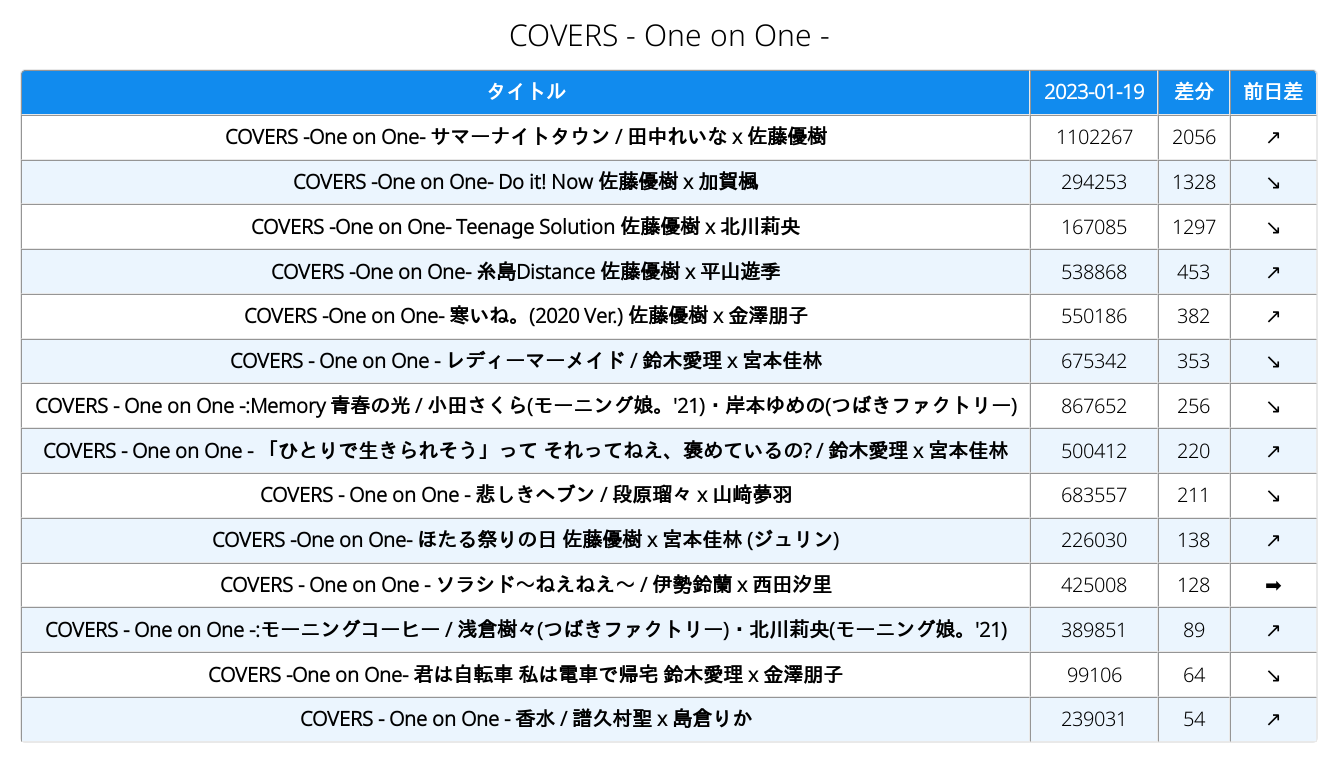 COVERS - One on One -
タイトル 2023-01-19 差分 前日差
COVERS -One on One- サマーナイトタウン / 田中れいな x 佐藤優樹 1102267 2056 ↗
COVERS -One on One- Do it! Now 佐藤優樹 x 加賀楓 294253 1328 ↘
COVERS -One on One- Teenage Solution 佐藤優樹 x 北川莉央 167085 1297 ↘
COVERS -One on One- 糸島Distance 佐藤優樹 x 平山遊季 538868 453 ↗
COVERS -One on One- 寒いね。(2020 Ver.) 佐藤優樹 x 金澤朋子 550186 382 ↗
COVERS - One on One - レディーマーメイド / 鈴木愛理 x 宮本佳林 675342 353 ↘
COVERS - One on One -:Memory 青春の光 / 小田さくら(モーニング娘。'21)・岸本ゆめの(つばきファクトリー) 867652 256 ↘
COVERS - One on One - 「ひとりで生きられそう」って それってねえ、褒めているの? / 鈴木愛理 x 宮本佳林 500412 220 ↗
COVERS - One on One - 悲しきヘブン / 段原瑠々 x 山﨑夢羽 683557 211 ↘
COVERS -One on One- ほたる祭りの日 佐藤優樹 x 宮本佳林 (ジュリン) 226030 138 ↗
COVERS - One on One - ソラシド〜ねえねえ〜 / 伊勢鈴蘭 x 西田汐里 425008 128 ➡
COVERS - One on One -:モーニングコーヒー / 浅倉樹々(つばきファクトリー)・北川莉央(モーニング娘。'21) 389851 89 ↗
COVERS -One on One- 君は自転車 私は電車で帰宅 鈴木愛理 x 金澤朋子 99106 64 ↘
COVERS - One on One - 香水 / 譜久村聖 x 島倉りか 239031 54 ↗